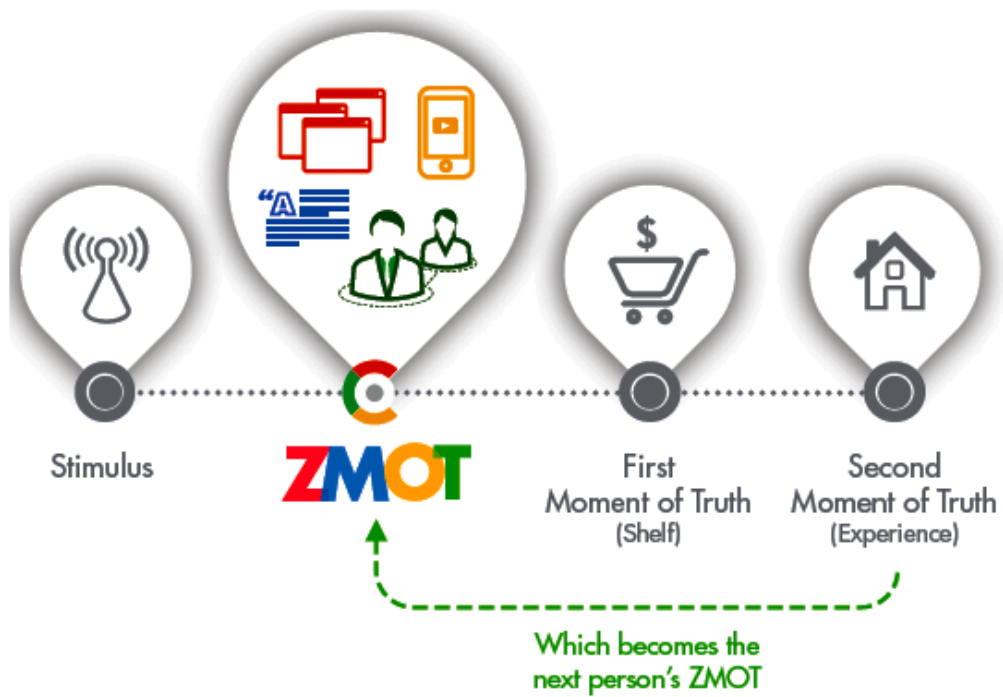 “A
$
Stimulus
ZMOT
First
Moment of Truth
(Shelf)
Second
Moment of Truth
(Experience)
Which becomes the
next person’s ZMOT